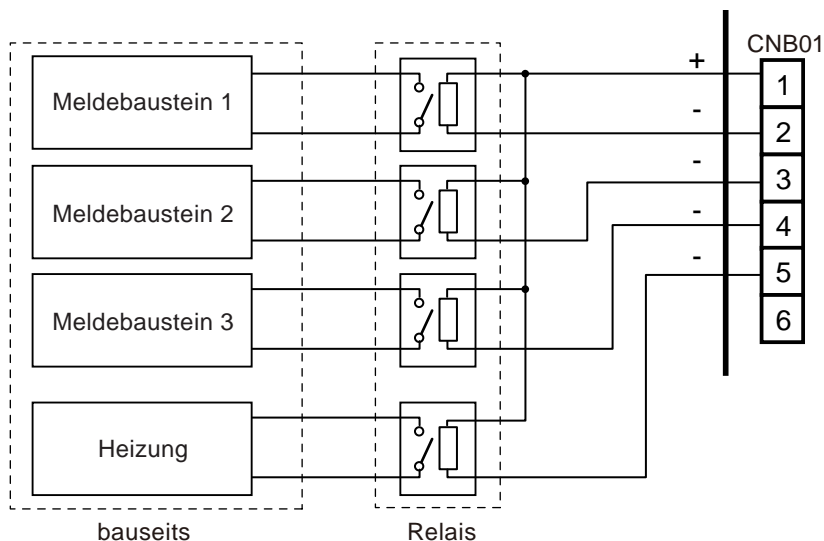 CNB01
+
1
Meldebaustein 1
-
2
-
3
Meldebaustein 2
-
4
-
5
Meldebaustein 3
6
Heizung
bauseits
Relais